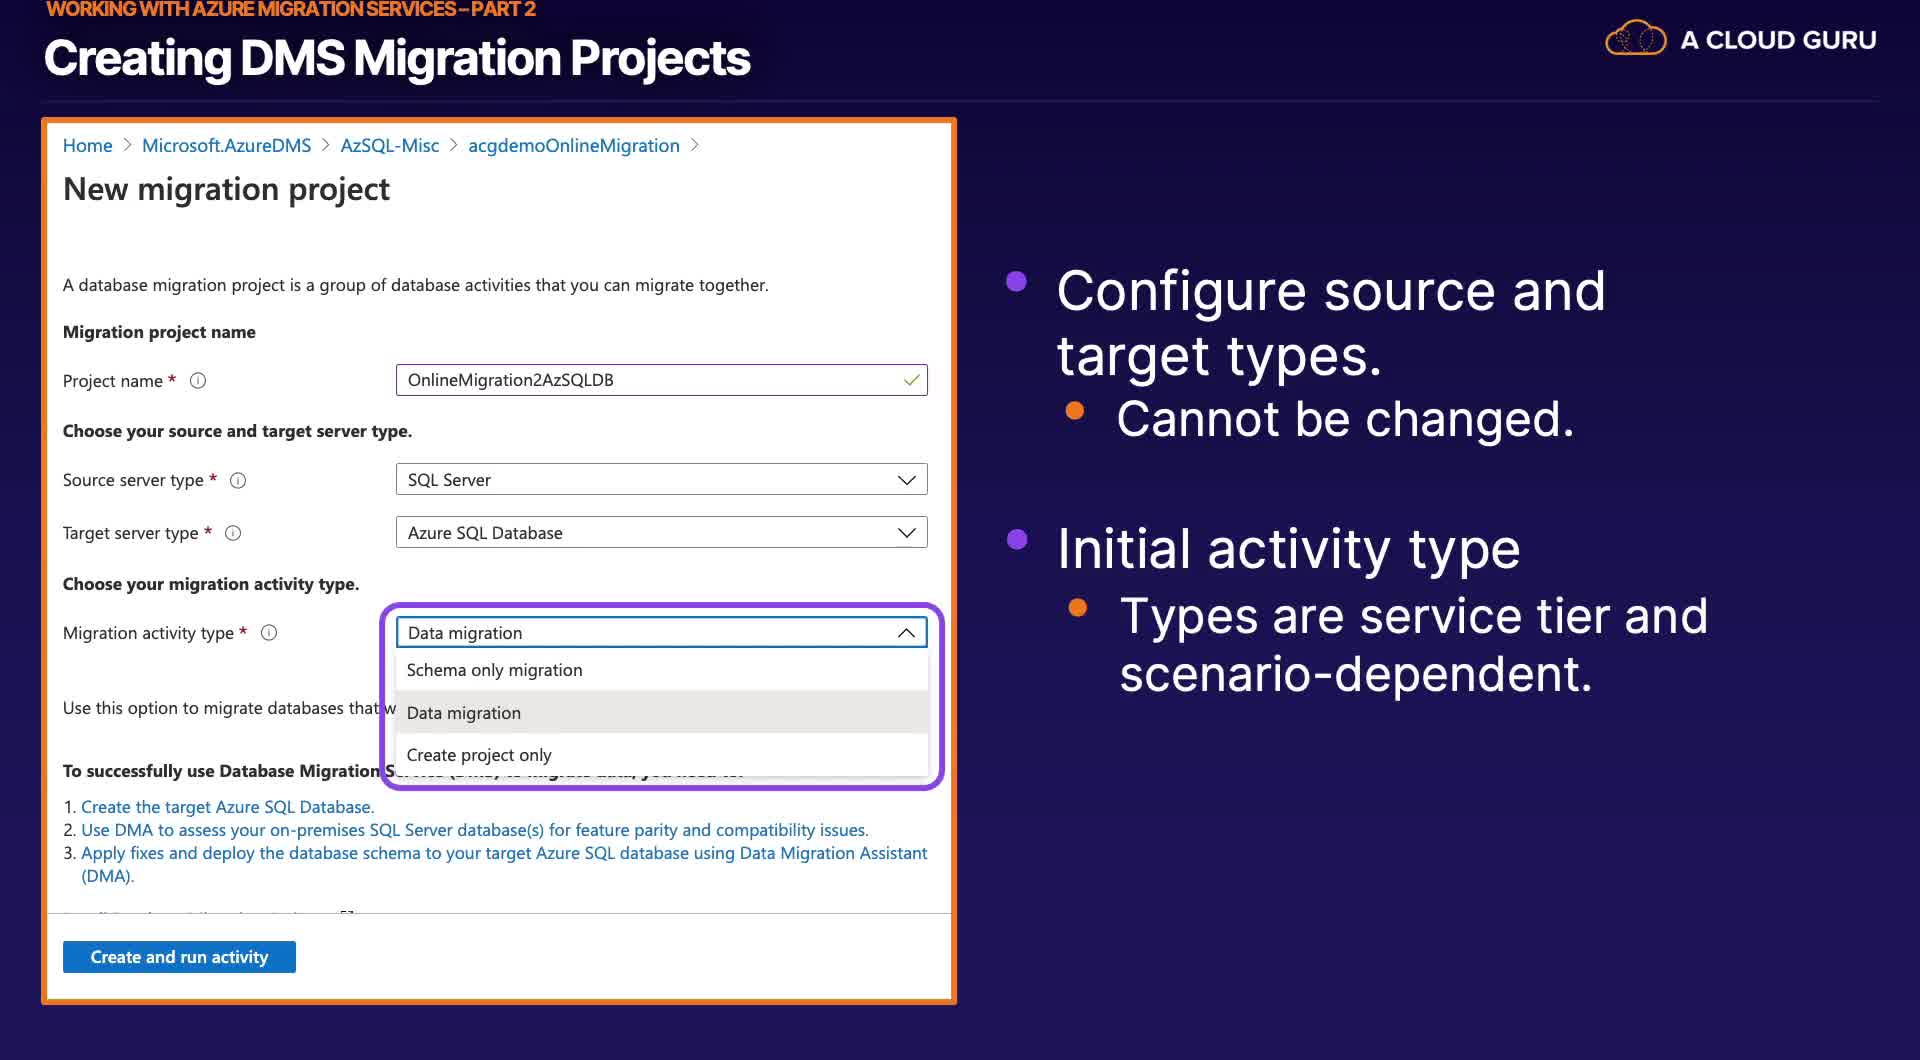 WORKING WITH AZURE MIGRATION SERVICES – PART 2
Creating DMS Migration Projects
A CLOUD GURU
Home > Microsoft.AzureDMS > AzSQL-Misc > acgdemoOnlineMigration >
New migration project
A database migration project is a group of database activities that you can migrate together.
Migration project name
Project name *
OnlineMigration2AzSQLDB
Choose your source and target server type.
Source server type *
SQL Server
Target server type *
Azure SQL Database
Choose your migration activity type.
Migration activity type *
Data migration
Schema only migration
Data migration
Create project only
Use this option to migrate databases that w
To successfully use Database Migration
1. Create the target Azure SQL Database.
2. Use DMA to assess your on-premises SQL Server database(s) for feature parity and compatibility issues.
3. Apply fixes and deploy the database schema to your target Azure SQL database using Data Migration Assistant
(DMA).
Create and run activity
• Configure source and
target types.
• Cannot be changed.
• Initial activity type
• Types are service tier and
scenario-dependent.